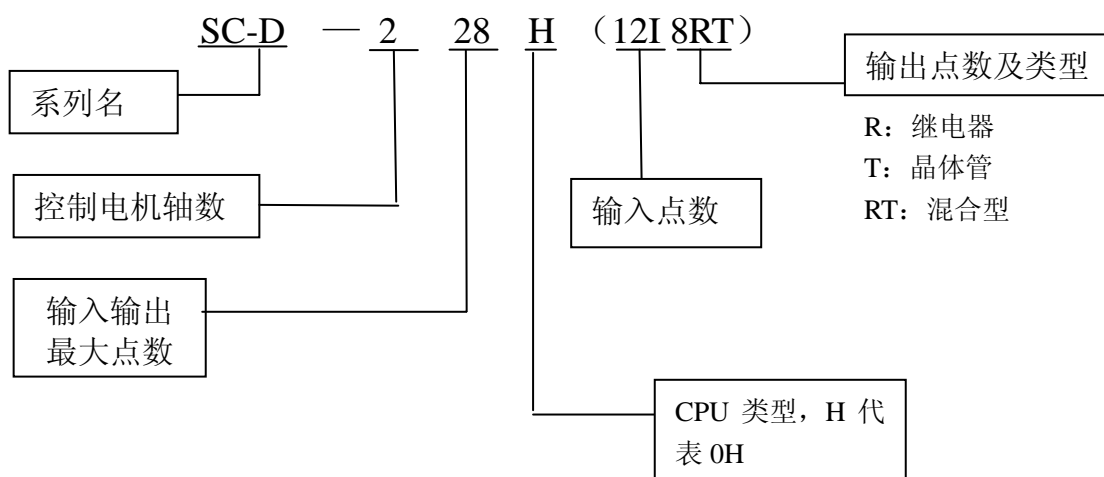 SC-D — 2 28 H （12I 8RT）
系列名
输出点数及类型
R：继电器
T：晶体管
RT：混合型
控制电机轴数
输入点数
输入输出
最大点数
CPU 类型，H 代
表 0H